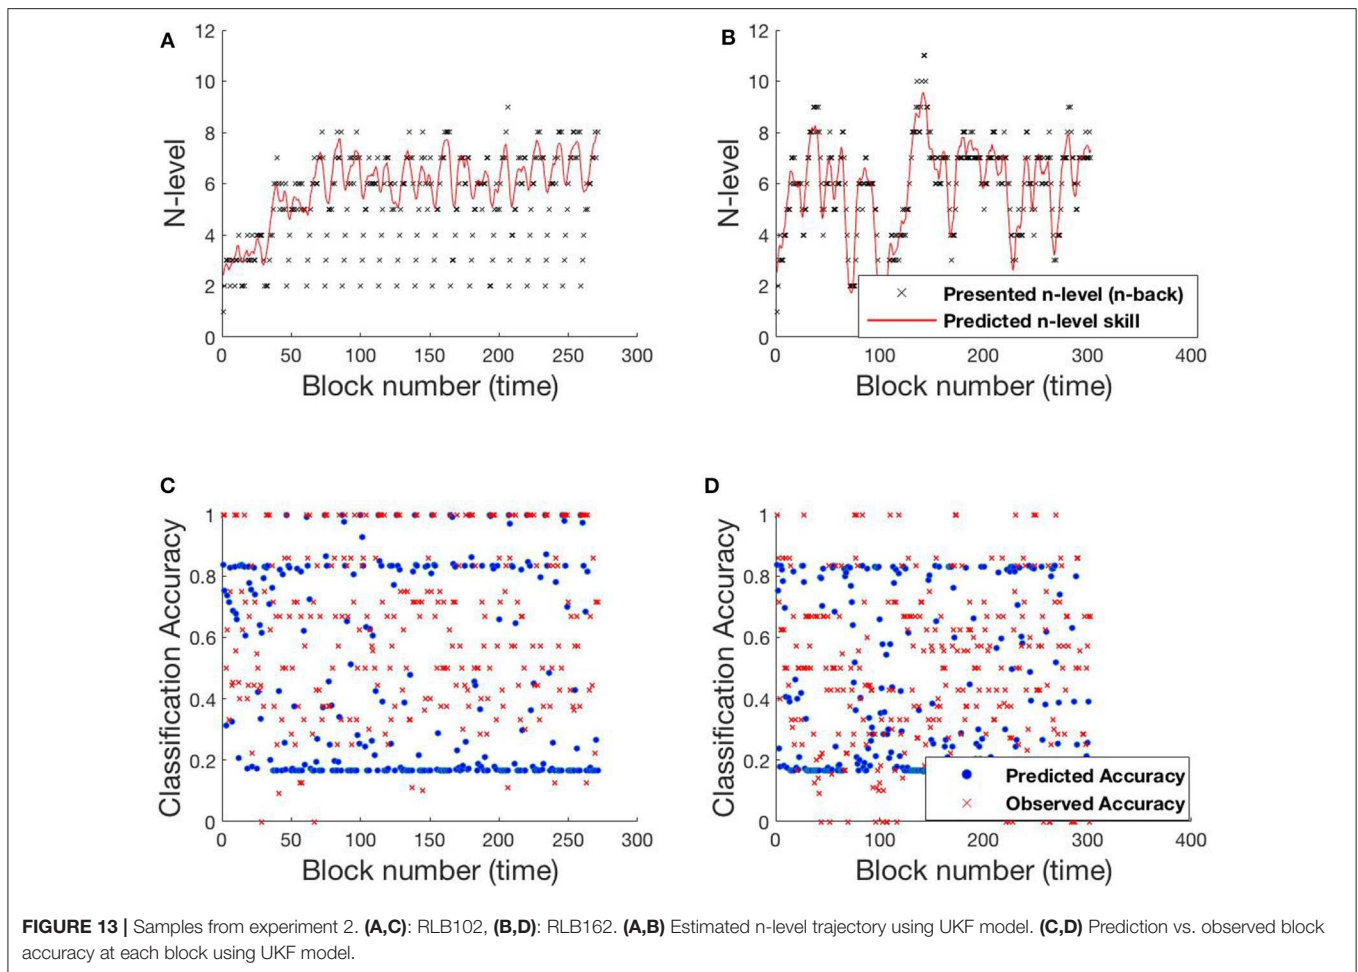 A
12
10
8
6
4
2
0
N-level
0 50 100 150 200 250 300
Block number (time)
B
12
10
8
6
4
2
0
N-level
Presented n-level (n-back)
Predicted n-level skill
0 100 200 300 400
Block number (time)
C
1
0.8
0.6
0.4
0.2
0
Classification Accuracy
0 50 100 150 200 250 300
Block number (time)
D
1
0.8
0.6
0.4
0.2
0
Classification Accuracy
Predicted Accuracy
Observed Accuracy
0 100 200 300 400
Block number (time)
FIGURE 13 | Samples from experiment 2. (A,C): RLB102, (B,D): RLB162. (A,B) Estimated n-level trajectory using UKF model. (C,D) Prediction vs. observed block
accuracy at each block using UKF model.